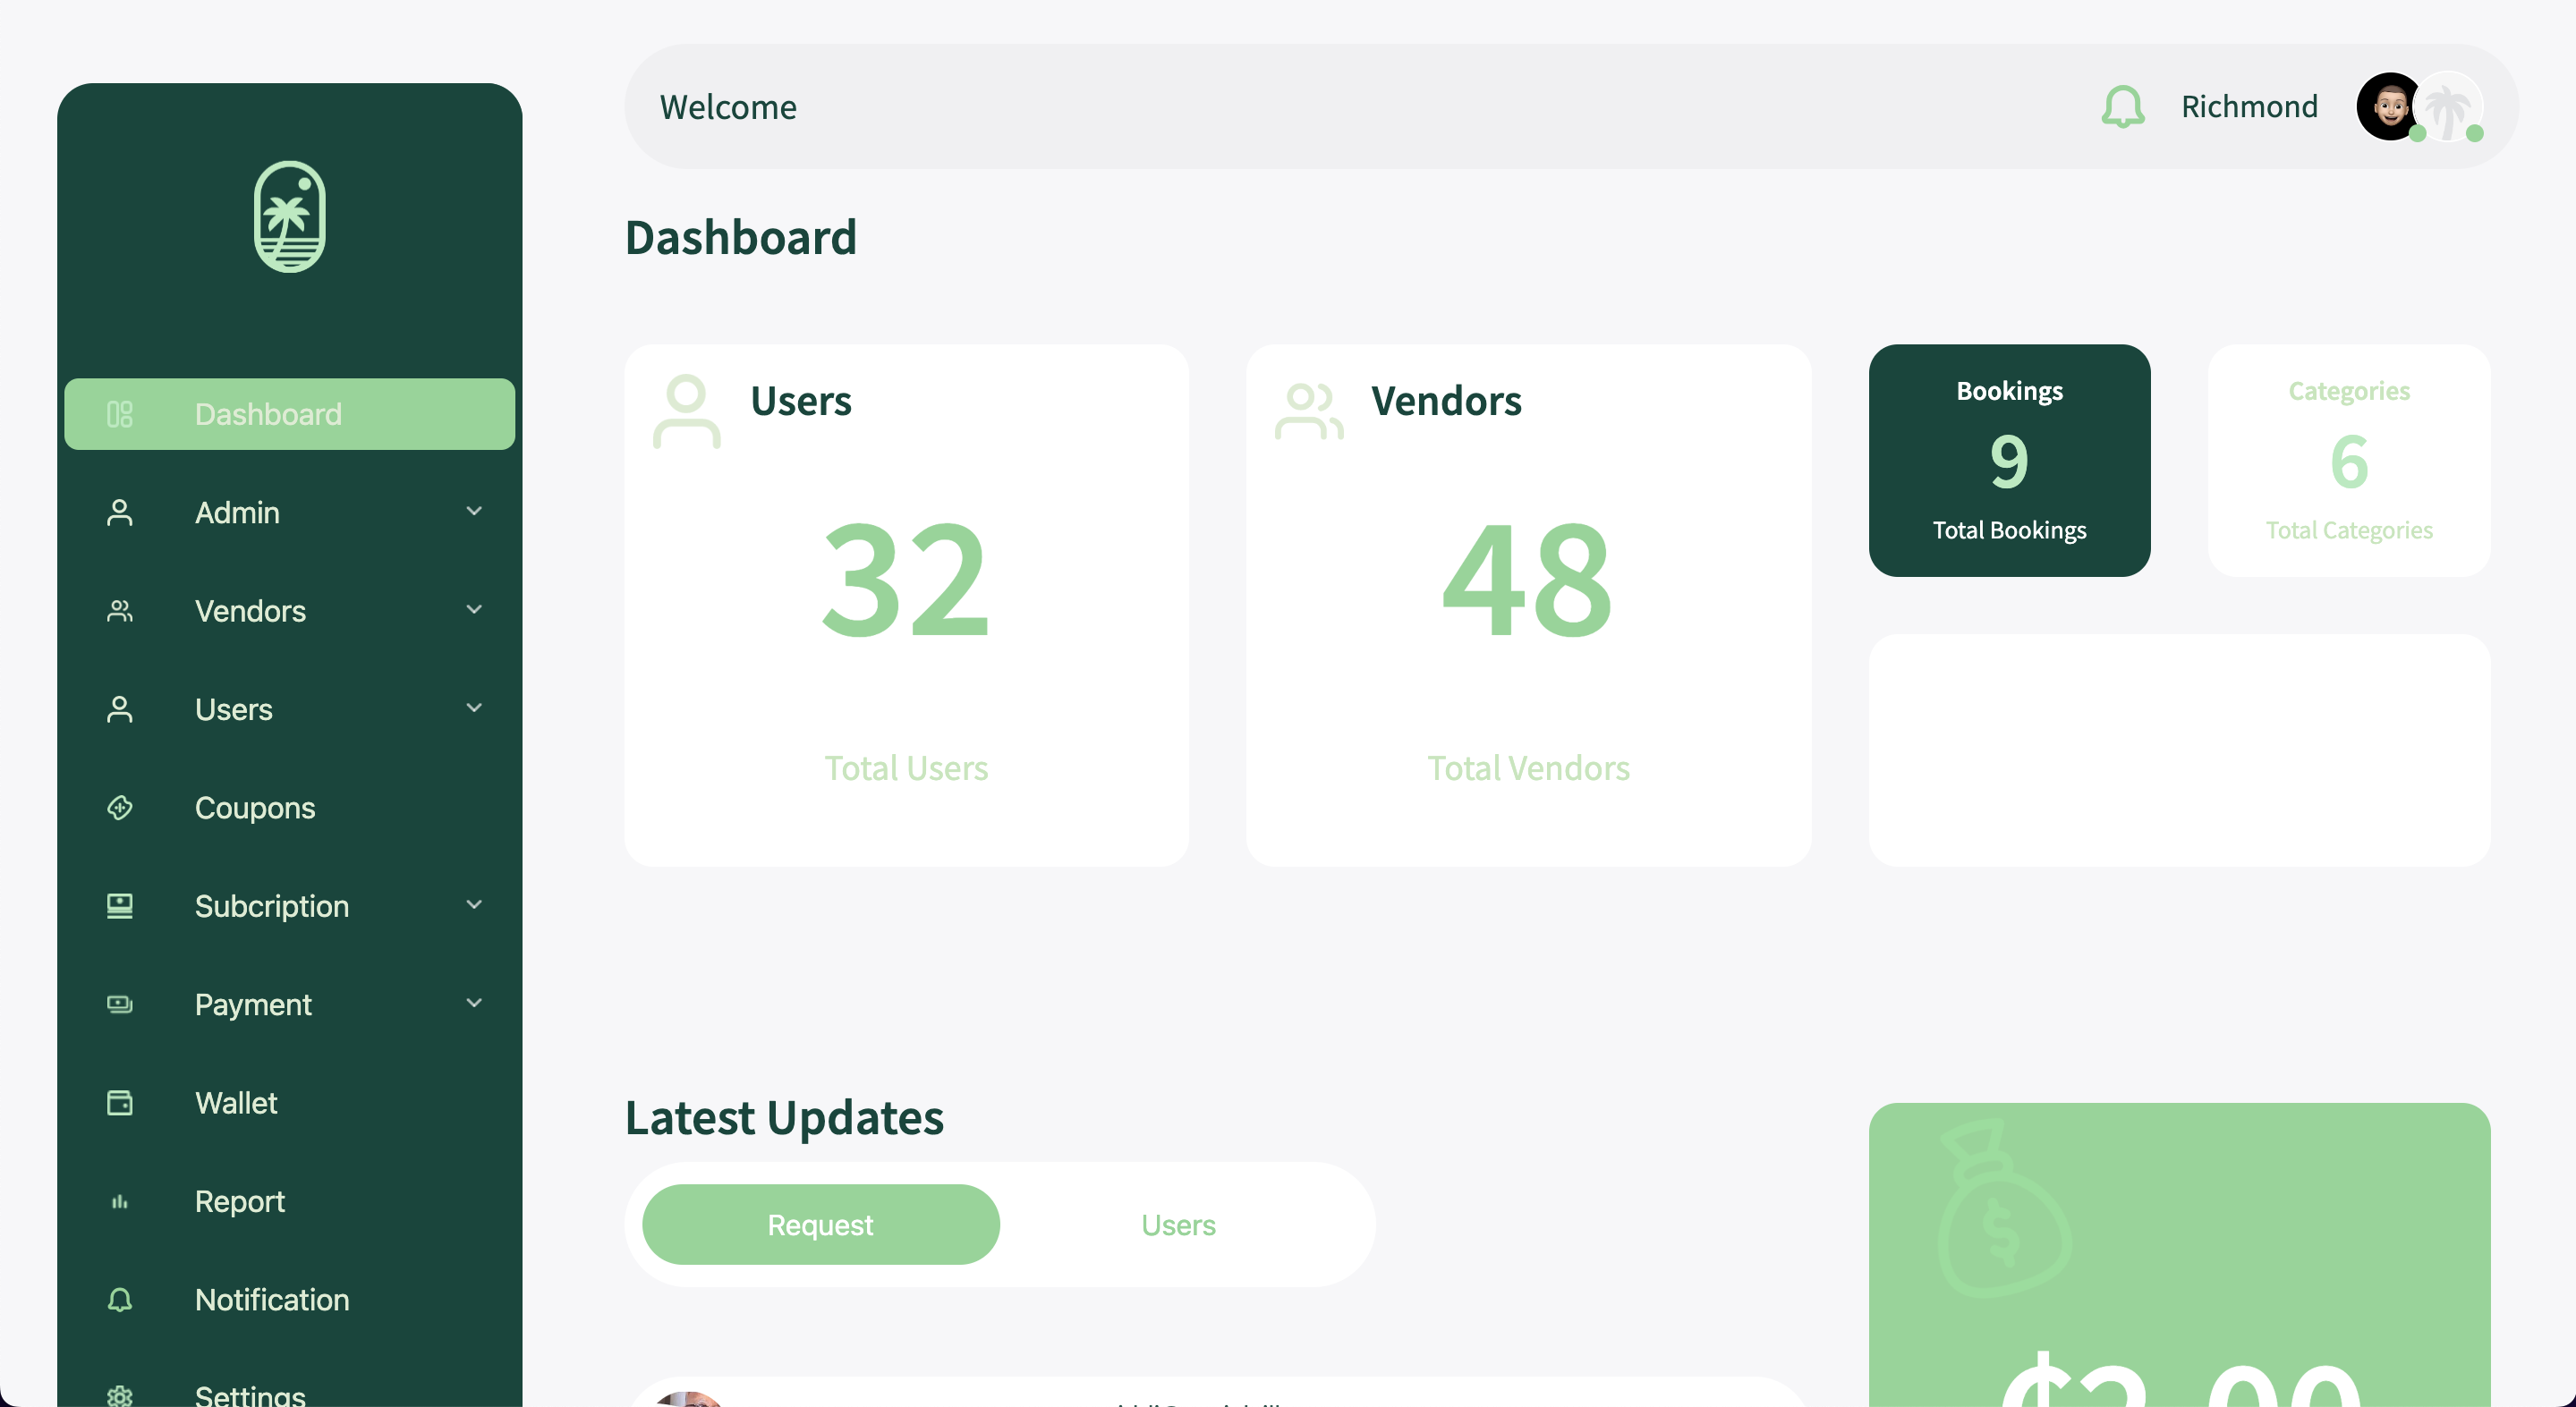 Welcome
Richmond
Dashboard
Dashboard
Admin
Vendors
Users
Coupons
Subcription
Payment
Wallet
Report
Notification
Settings
Users
32
Total Users
Vendors
48
Total Vendors
Bookings
9
Total Bookings
Categories
6
Total Categories
Latest Updates
Request
Users
$